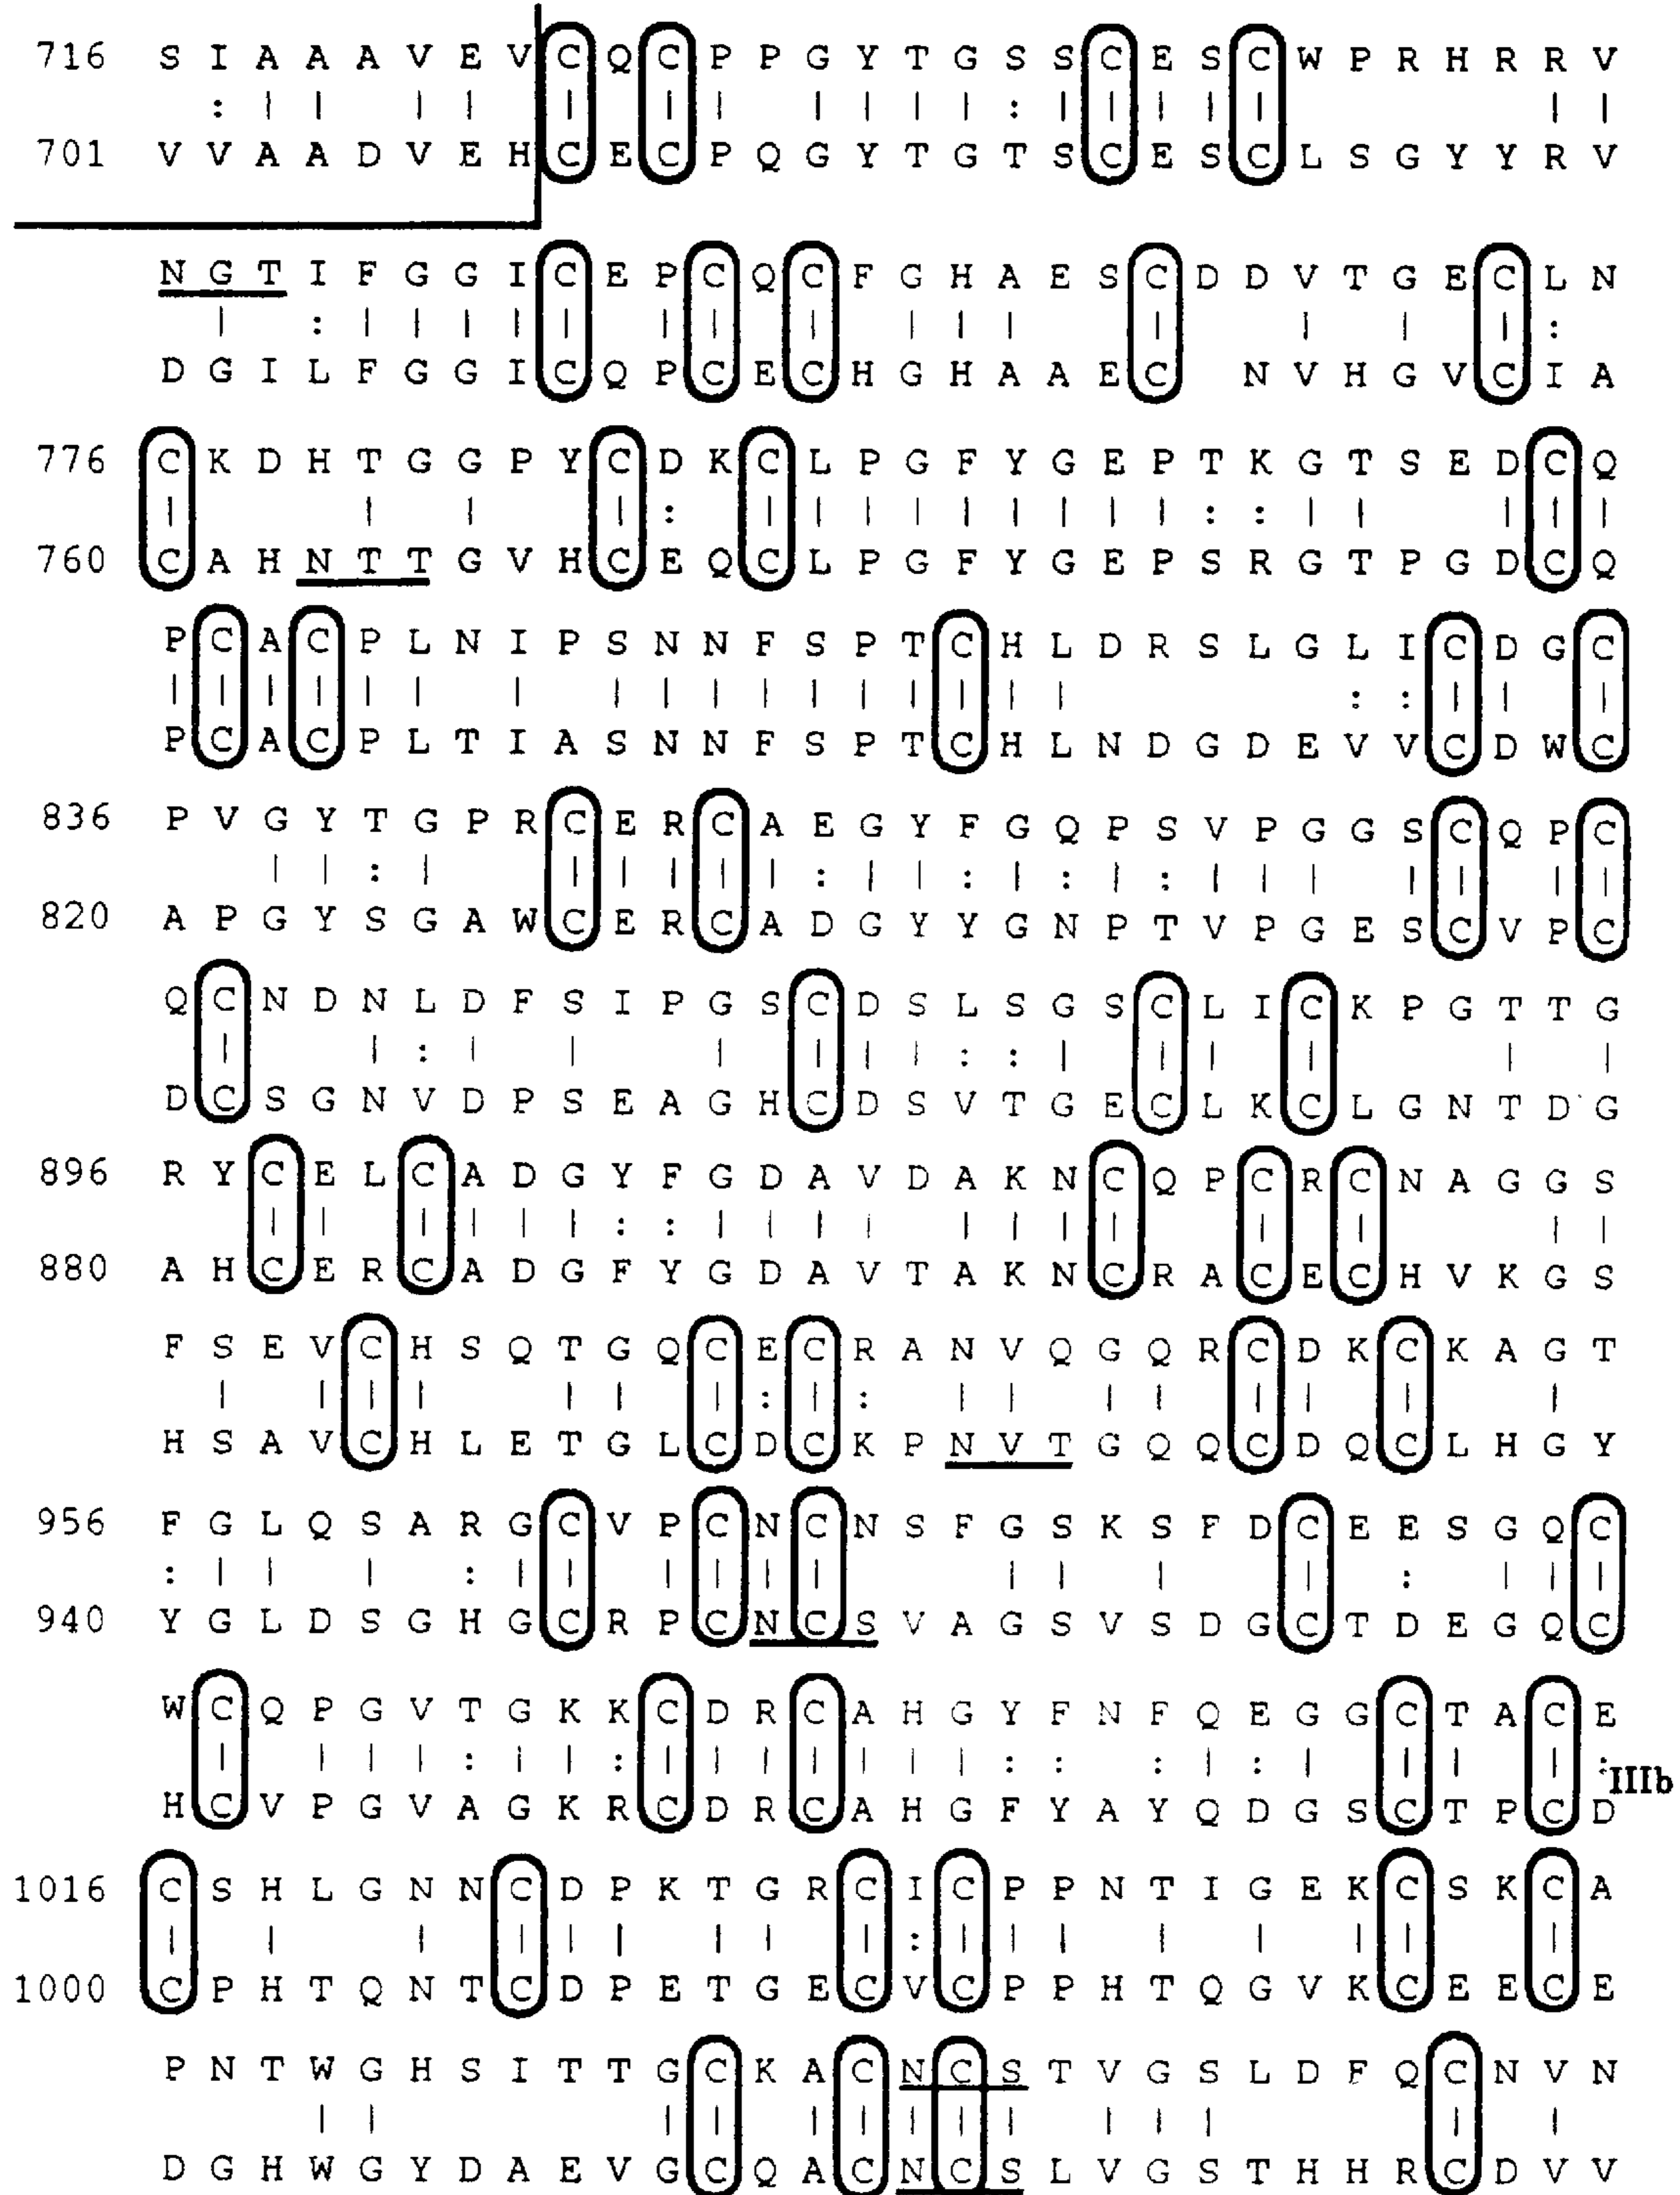 716 S I A A A V E V C Q C P P G Y T G S S C E S C W P R H R R V
: | | | | | | | | | | | : | | | | | | |
701 V V A A D V E H C E C P Q G Y T G T S C E S C L S G Y Y R V
N G T I F G G I C E P C Q C F G H A E S C D D V T G E C L N
| : | | | | | | | | | | | | | | | :
D G I L F G G I C Q P C E C H G H A A E C N V H G V C I A
776 C K D H T G G P Y C D K C L P G F Y G E P T K G T S E D C Q
| | | | : | | | | | | | | | : : | | | | |
760 C A H N T T G V H C E Q C L P G F Y G E P S R G T P G D C Q
P C A C P L N I P S N N F S P T C H L D R S L G L I C D G C
| | | | | | | | | | | | | | | | | : : | | |
P C A C P L T I A S N N F S P T C H L N D G D E V V C D W C
836 P V G Y T G P R C E R C A E G Y F G Q P S V P G G S C Q P C
| | : | | | | | | : | | : | : | : | | | | | | |
820 A P G Y S G A W C E R C A D G Y Y G N P T V P G E S C V P C
Q C N D N L D F S I P G S C D S L S G S C L I C K P G T T G
| | : | | | | | | : : | | | | | |
D C S G N V D P S E A G H C D S V T G E C L K C L G N T D G
896 R Y C E L C A D G Y F G D A V D A K N C Q P C R C N A G G S
| | | | | | : : | | | | | | | | | | | |
880 A H C E R C A D G F Y G D A V T A K N C R A C E C H V K G S
F S E V C H S Q T G Q C E C R A N V Q G Q R C D K C K A G T
| | | | | | | : | : | | | | | | | |
H S A V C H L E T G L C D C K P N V T G Q Q C D Q C L H G Y
956 F G L Q S A R G C V P C N C N S F G S K S F D C E E S G Q C
: | | | : | | | | | | | | | | : | | |
940 Y G L D S G H G C R P C N C S V A G S V S D G C T D E G Q C
W C Q P G V T G K K C D R C A H G Y F N F Q E G G C T A C E
| | | | : | | : | | | | | | | : : : | : | | | | :
H C V P G V A G K R C D R C A H G F Y A Y Q D G S C T P C D
IIIb
1016 C S H L G N N C D P K T G R C I C P P N T I G E K C S K C A
| | | | | | | | | : | | | | | | | |
1000 C P H T Q N T C D P E T G E C V C P P H T Q G V K C E E C E
P N T W G H S I T T G C K A C N C S T V G S L D F Q C N V N
| | | | | | | | | | | | | |
D G H W G Y D A E V G C Q A C N C S L V G S T H H R C D V V